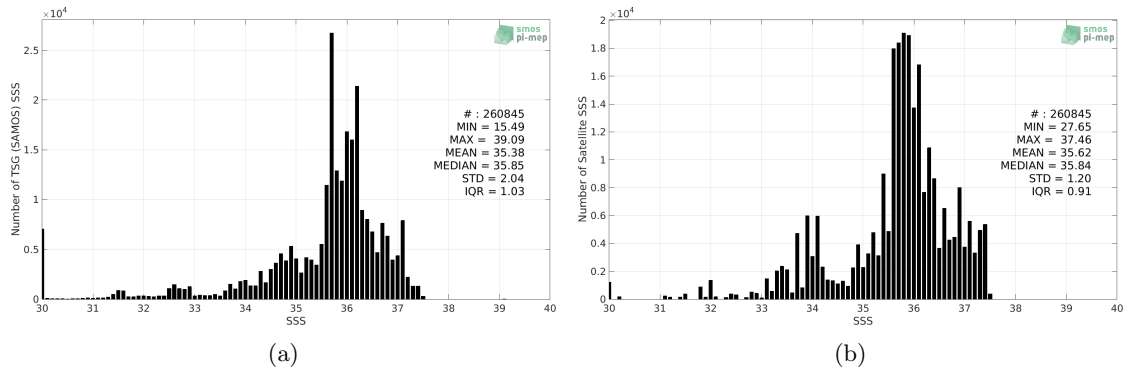 ×10⁴
2.5
2
1.5
1
0.5
0
30 31 32 33 34 35 36 37 38 39 40
SSS
Number of TSG (SAMOS) SSS
smos
pi-mep
# : 260845
MIN = 15.49
MAX = 39.09
MEAN = 35.38
MEDIAN = 35.85
STD = 2.04
IQR = 1.03
(a)
×10⁴
2
1.8
1.6
1.4
1.2
1
0.8
0.6
0.4
0.2
0
30 31 32 33 34 35 36 37 38 39 40
SSS
Number of Satellite SSS
smos
pi-mep
# : 260845
MIN = 27.65
MAX = 37.46
MEAN = 35.62
MEDIAN = 35.84
STD = 1.20
IQR = 0.91
(b)